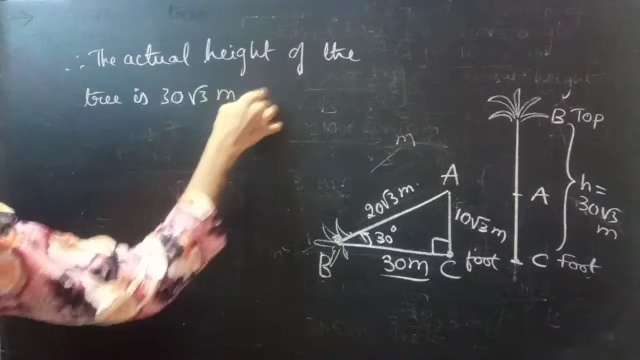 ∴ The actual height of the
tree is 30√3 m
B Top
A
h =
30√3
m
C Foot
m
A
20√3 m.
10√3 m
30°
B
30m
C foot